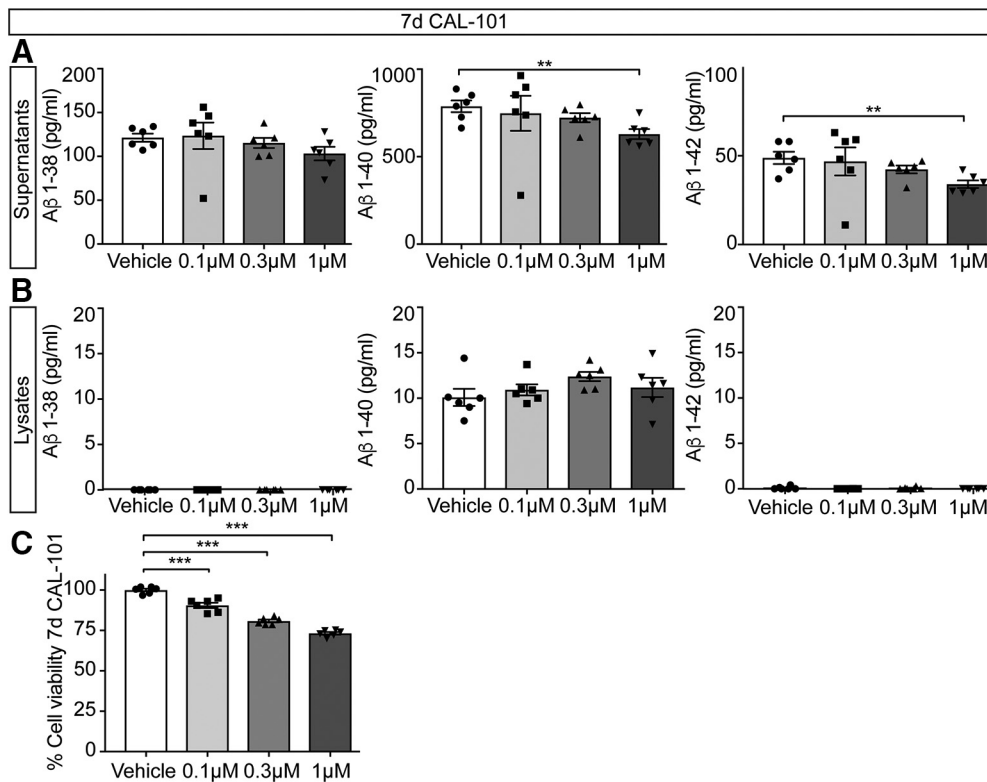 7d CAL-101
A
Supernatants
Aβ 1-38 (pg/ml)
200
150
100
50
0
Vehicle 0.1µM 0.3µM 1µM
Aβ 1-40 (pg/ml)
1000
500
0
**
Vehicle 0.1µM 0.3µM 1µM
Aβ 1-42 (pg/ml)
100
50
0
**
Vehicle 0.1µM 0.3µM 1µM
B
Lysates
Aβ 1-38 (pg/ml)
20
15
10
5
0
Vehicle 0.1µM 0.3µM 1µM
Aβ 1-40 (pg/ml)
20
15
10
5
0
Vehicle 0.1µM 0.3µM 1µM
Aβ 1-42 (pg/ml)
20
15
10
5
0
Vehicle 0.1µM 0.3µM 1µM
C
% Cell viability 7d CAL-101
***
***
***
100
75
50
25
0
Vehicle 0.1µM 0.3µM 1µM